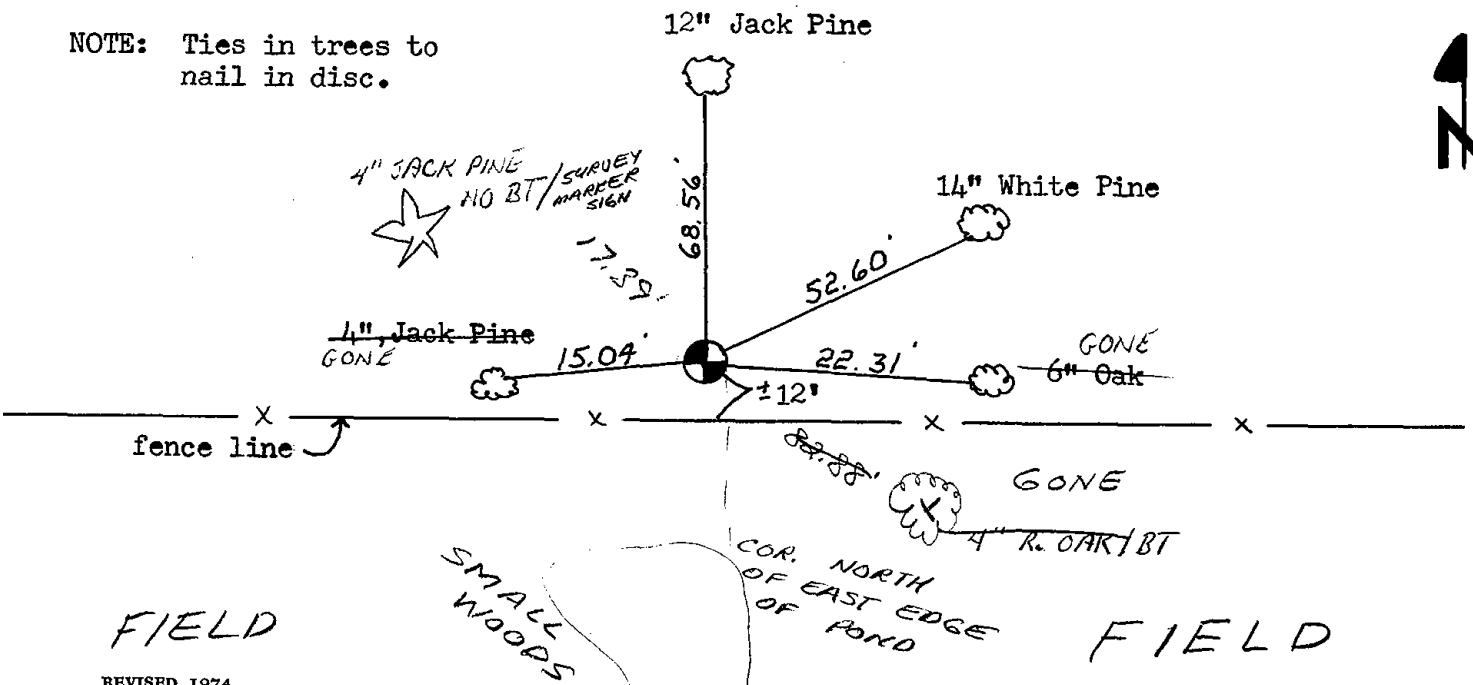 12" Jack Pine
NOTE: Ties in trees to
nail in disc.
N
4" JACK PINE
NO BT/SURVEY
MARKER
SIGN
14" White Pine
68.56'
17.89'
52.60'
4", Jack Pine
GONE
15.04'
22.31'
GONE
6" Oak
±12'
x x x x
fence line
82.88'
GONE
4" R. OAK/BT
SMALL
WOODS
COR. NORTH
OF EAST EDGE
OF POND
FIELD
FIELD
REVISED 1974